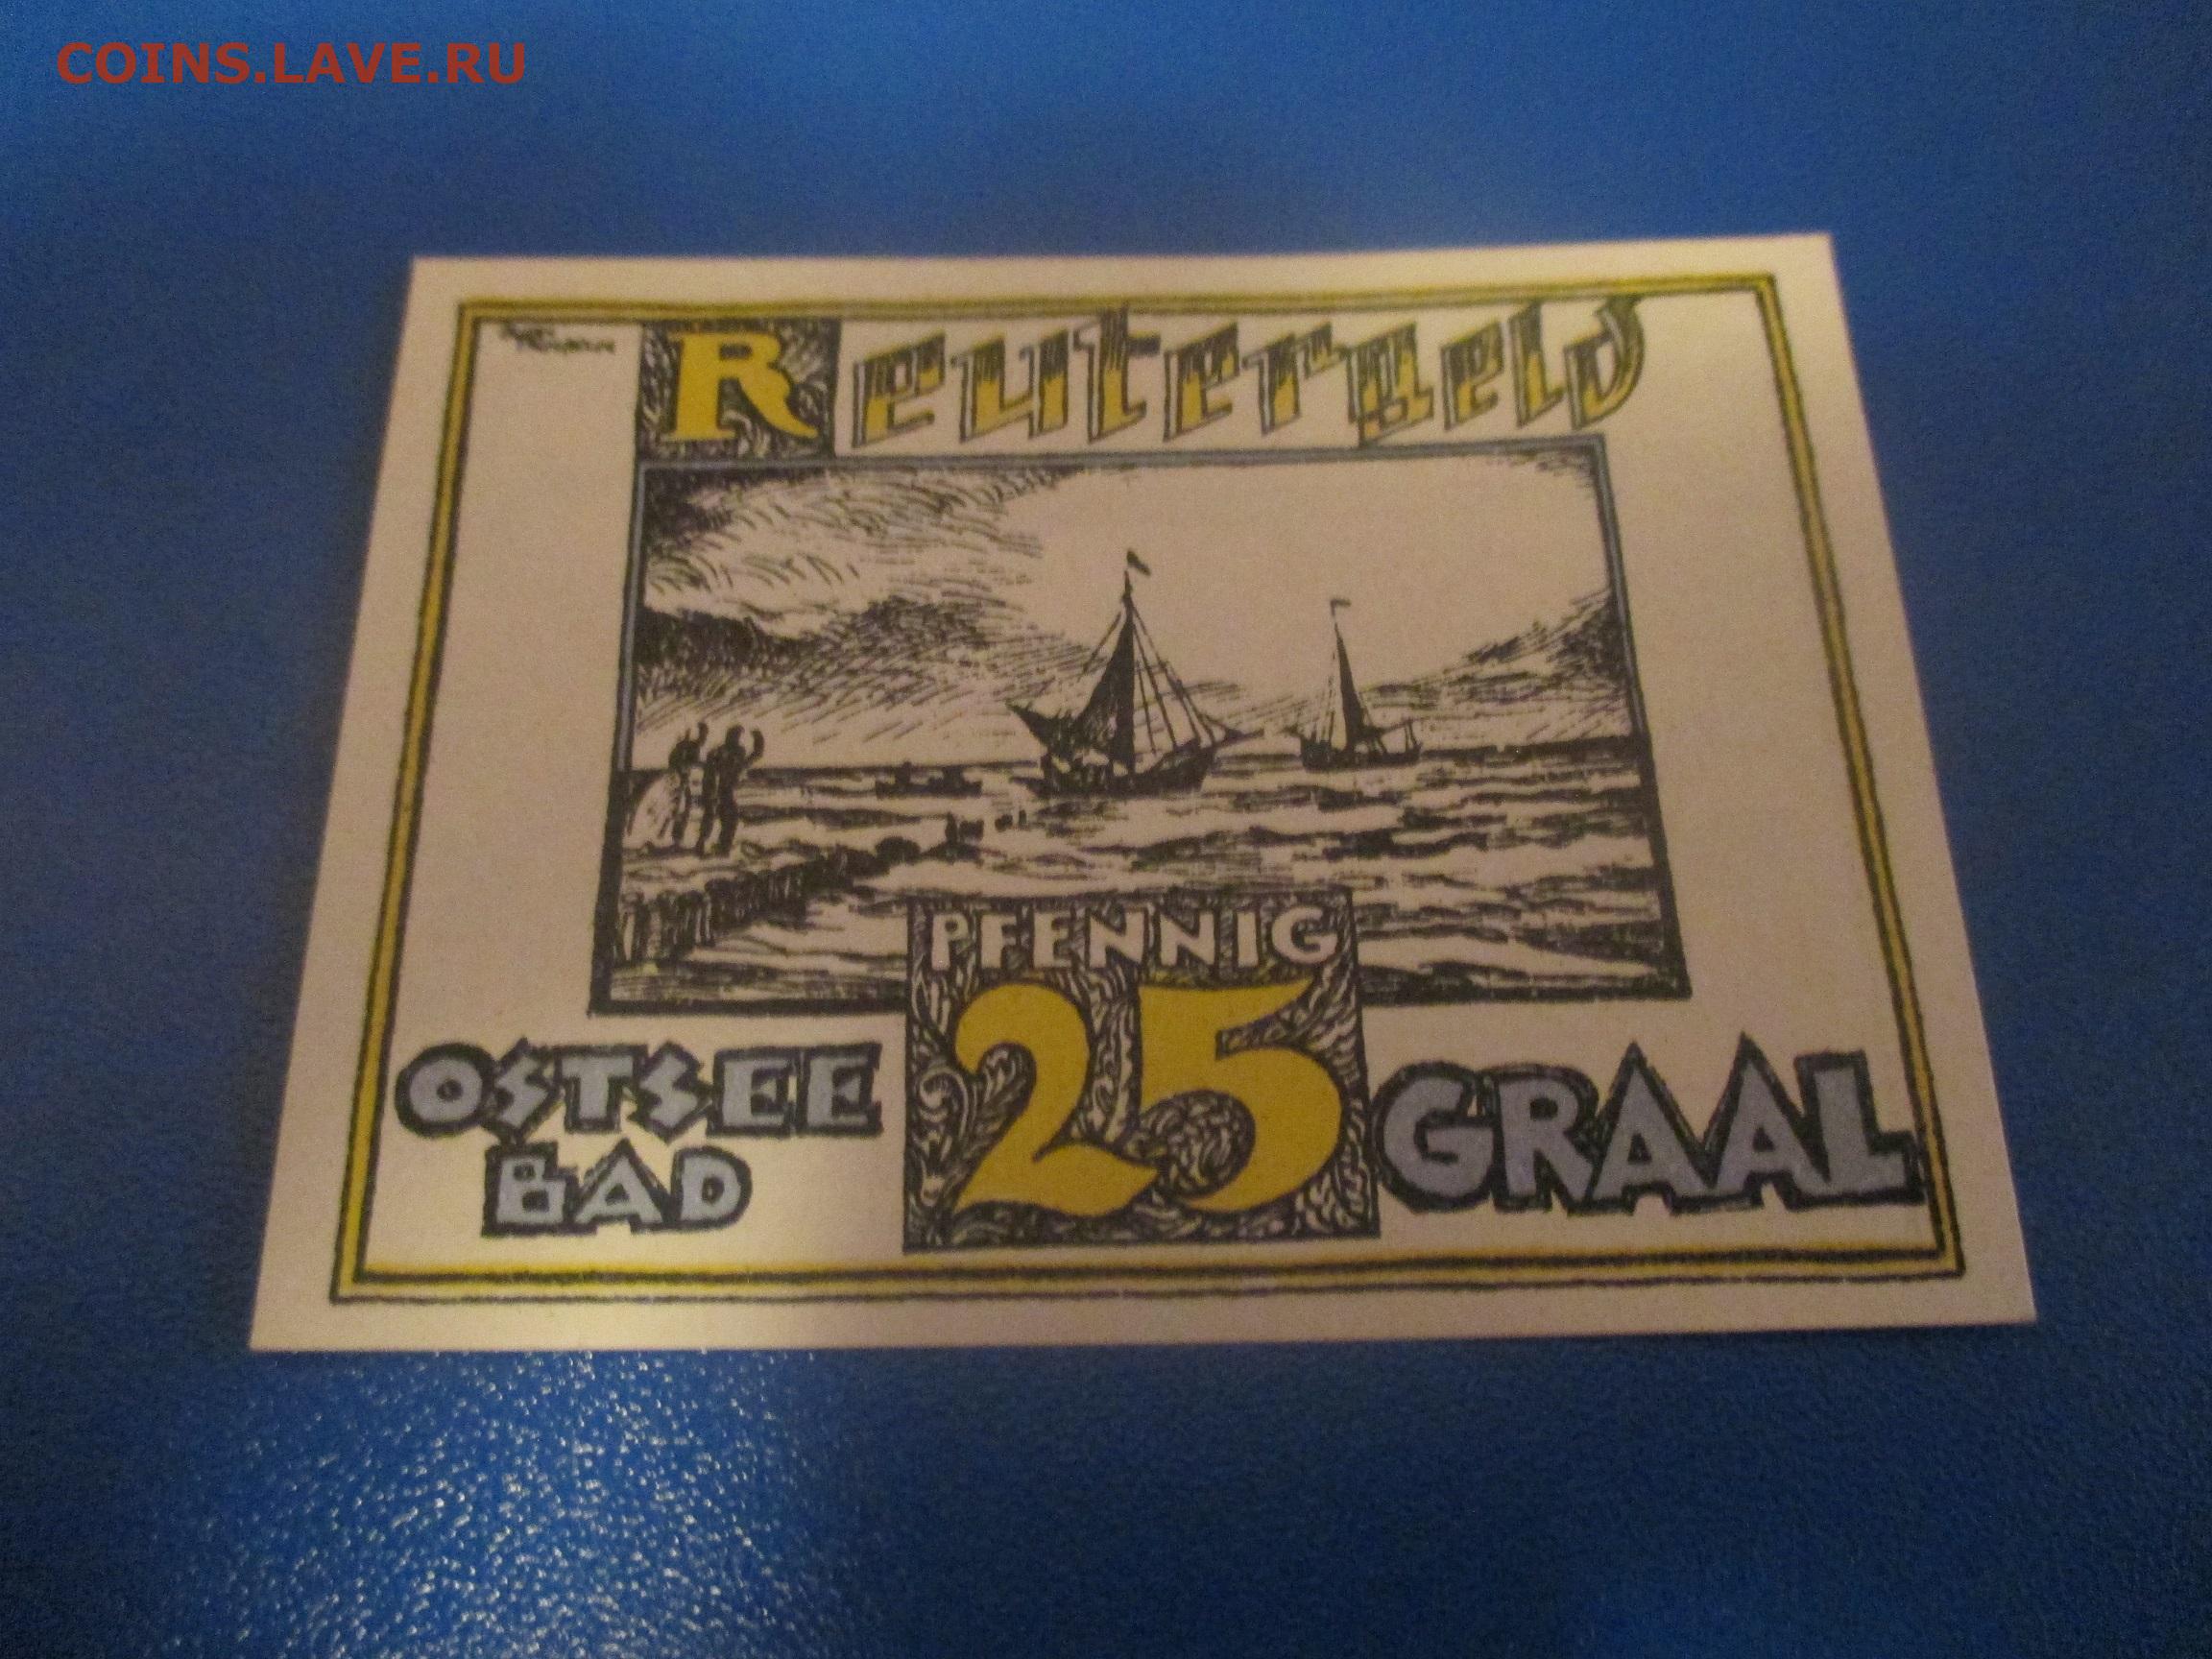 COINS.LAVE.RU
Reutergeld
PFENNIG
25
OSTSEE
BAD
GRAAL